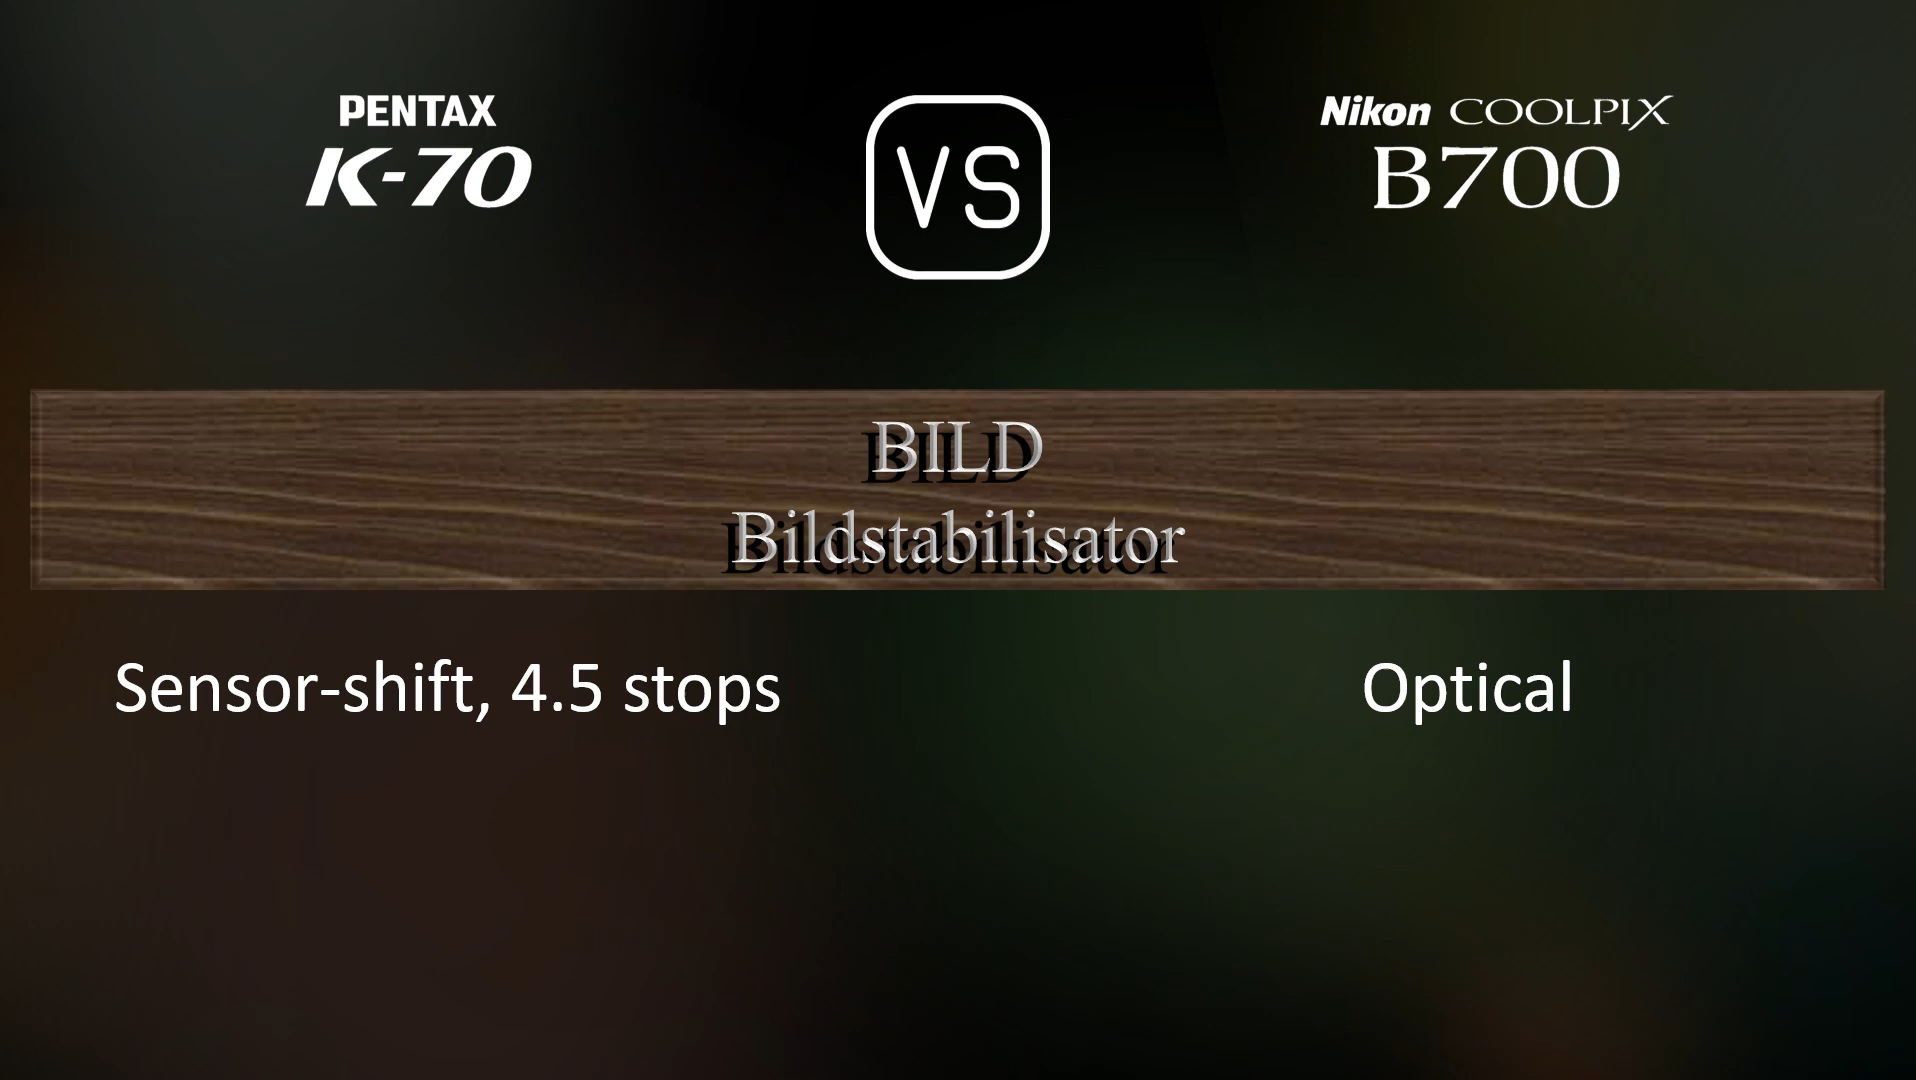 PENTAX
K-70
VS
Nikon COOLPIX
B700
BILD
Bildstabilisator
Sensor-shift, 4.5 stops
Optical